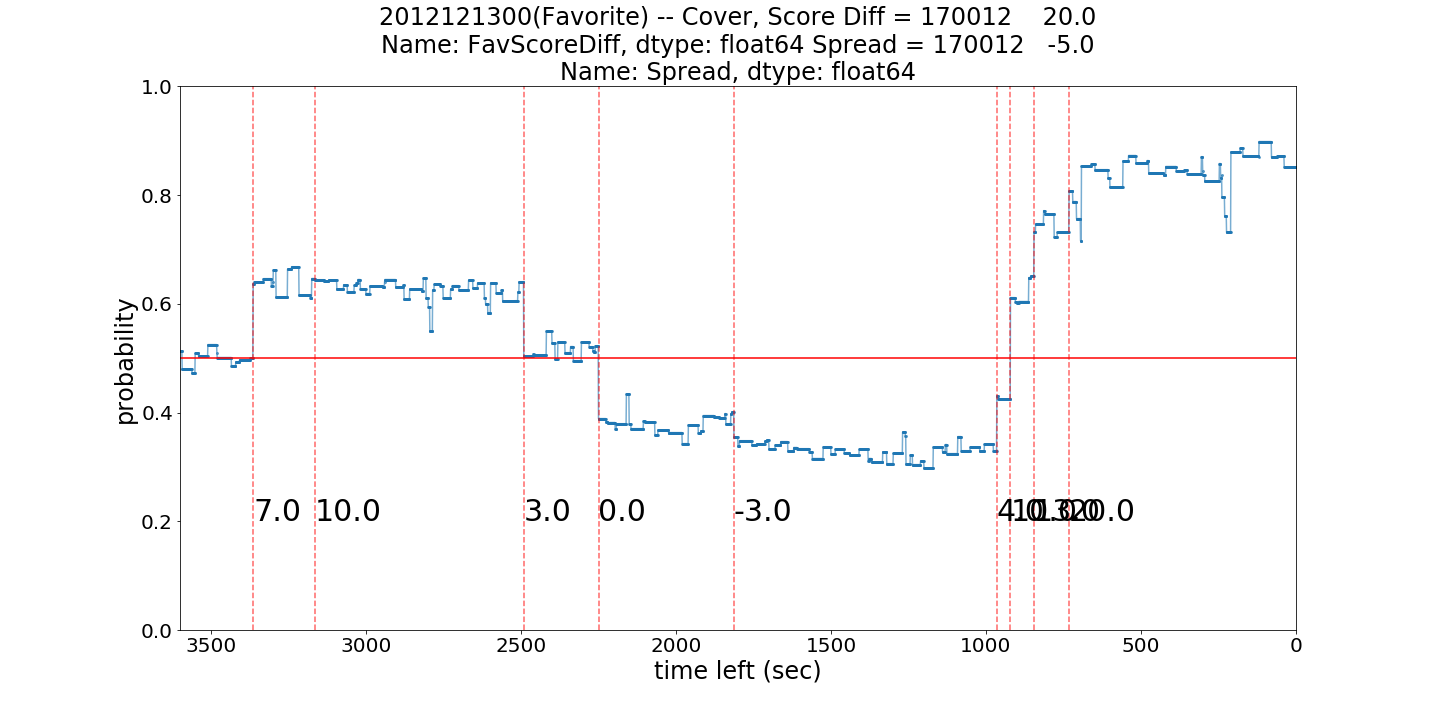 2012121300(Favorite) -- Cover, Score Diff = 170012    20.0
Name: FavScoreDiff, dtype: float64 Spread = 170012   -5.0
Name: Spread, dtype: float64
1.0
0.8
0.6
0.4
0.2
0.0
probability
7.0 10.0 3.0 0.0 -3.0
3500 3000 2500 2000 1500 1000 500 0
time left (sec)